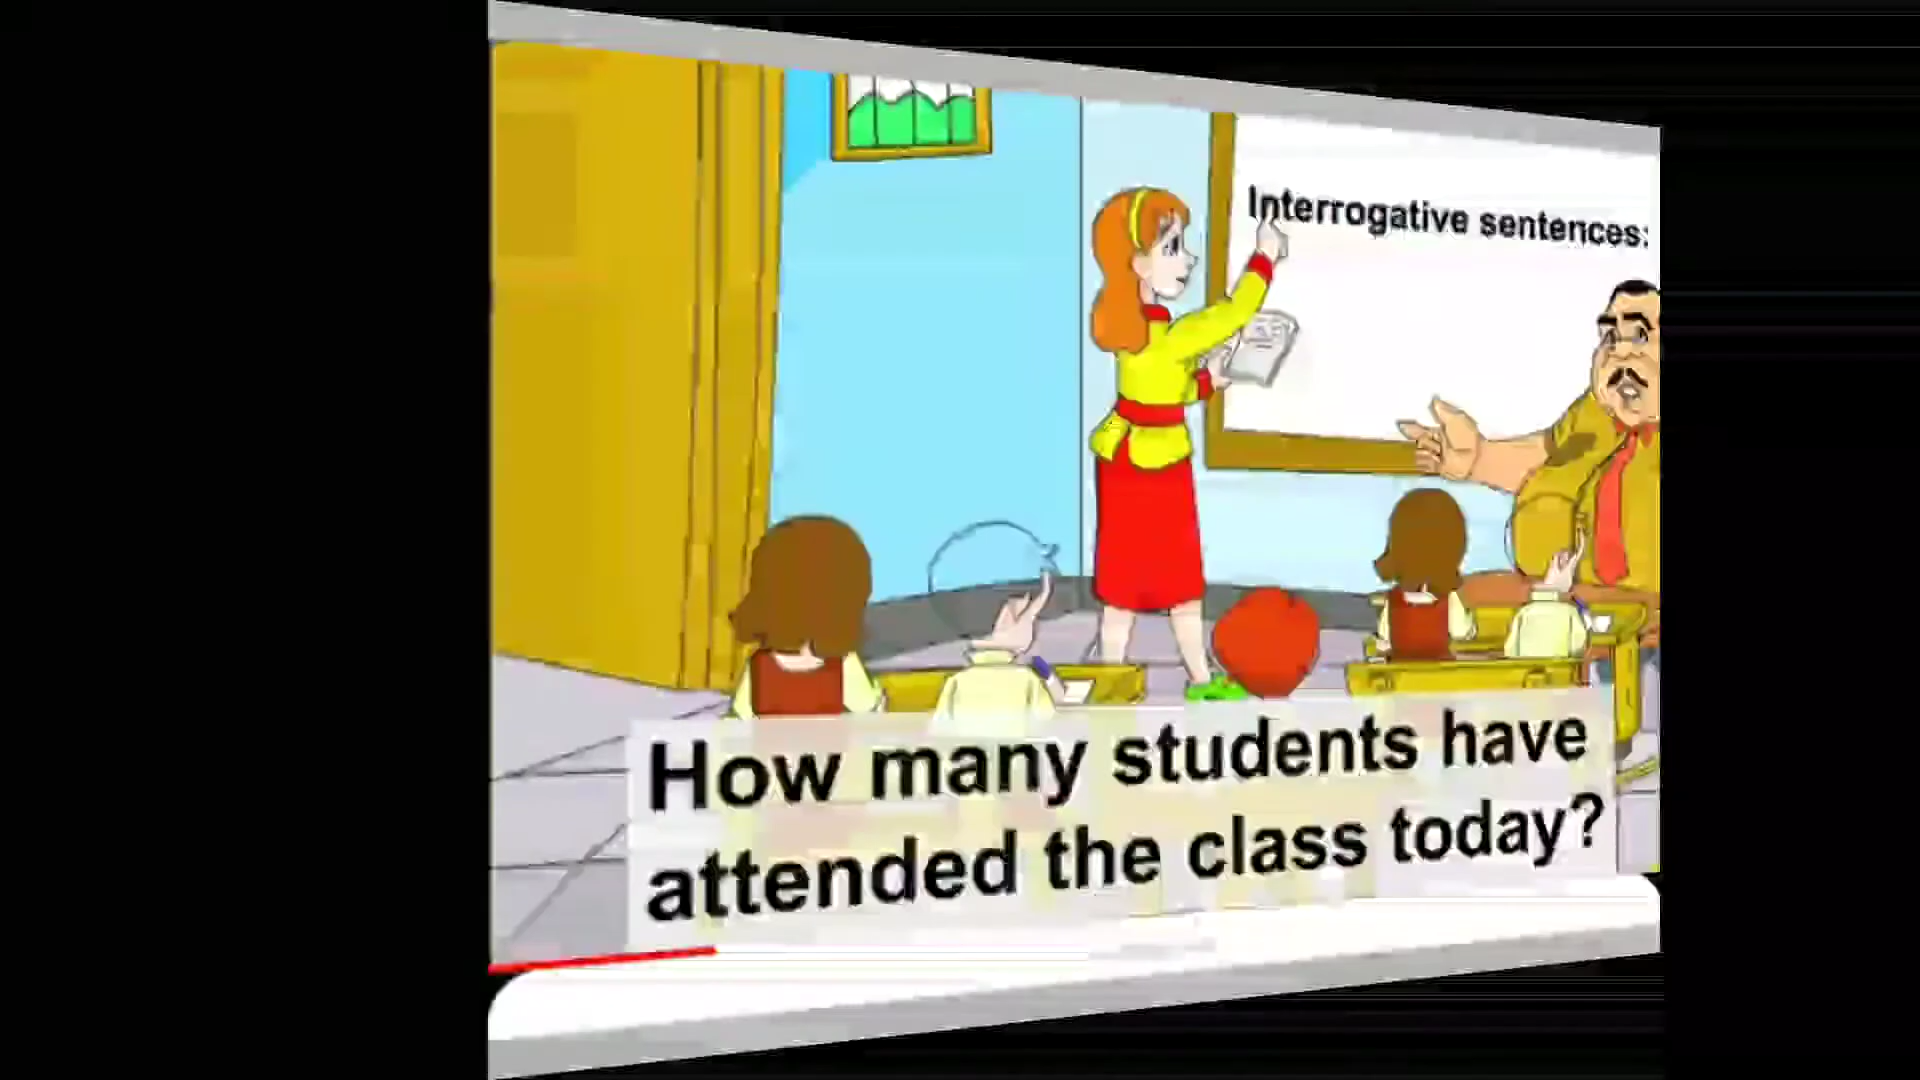 Interrogative sentences:
How many students have
attended the class today?